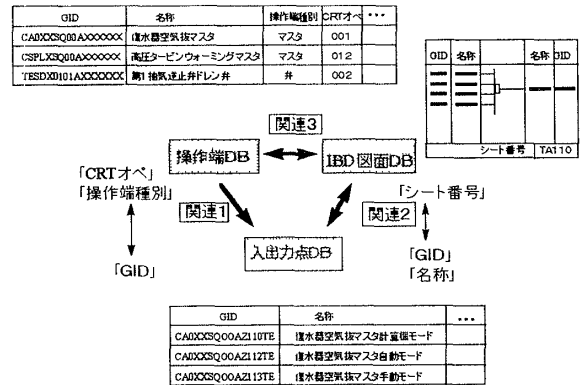 GID 名称 操作端種別 CRTオペ •••
CA0XXSQ00AXXXXXX 復水器空気抜マスタ マスタ 001
CSPLXSQ00AXXXXXX 高圧タービンウォーミングマスタ マスタ 012
TESDX0101AXXXXXX 第1抽気逆止弁ドレン弁 弁 002
GID 名称 名称 GID
シート番号 TA110
関連3
操作端DB
IBD図面DB
「CRTオペ」
「操作端種別」
「シート番号」
関連1
関連2
入出力点DB
「GID」
「GID」
「名称」
GID 名称 •••
CA0XXSQ00AZ110TE 復水器空気抜マスタ計算機モード
CA0XXSQ00AZ112TE 復水器空気抜マスタ自動モード
CA0XXSQ00AZ113TE 復水器空気抜マスタ手動モード